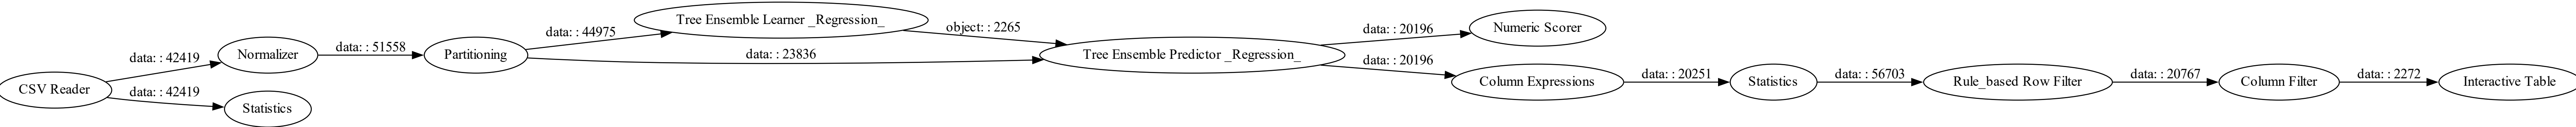 CSV Reader
data: : 42419
data: : 42419
Normalizer
Statistics
data: : 51558
Partitioning
data: : 44975
data: : 23836
Tree Ensemble Learner _Regression_
object: : 2265
Tree Ensemble Predictor _Regression_
data: : 20196
data: : 20196
Numeric Scorer
Column Expressions
data: : 20251
Statistics
data: : 56703
Rule_based Row Filter
data: : 20767
Column Filter
data: : 2272
Interactive Table